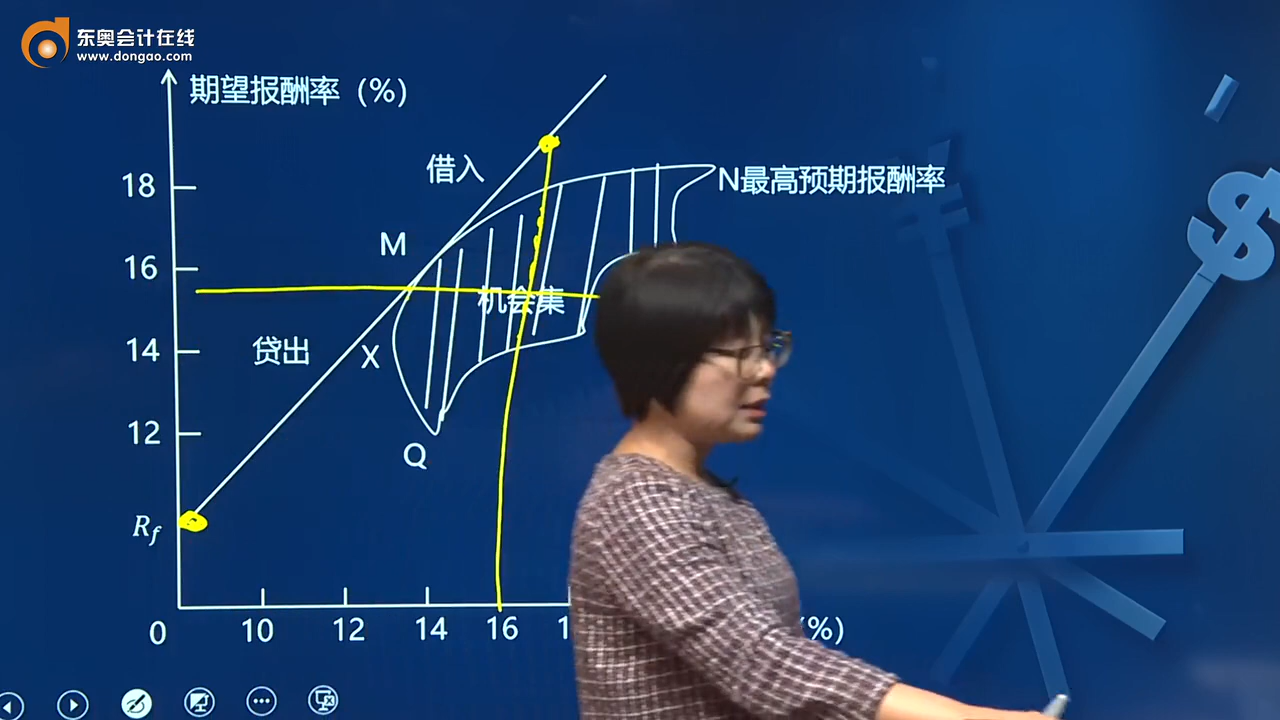 东奥会计在线
www.dongao.com
期望报酬率（%）
借入
N最高预期报酬率
18
M
16
机会集
贷出
14
X
12
Q
R_f
0
10
12
14
16
(%)